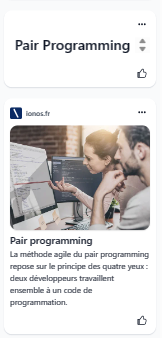 Pair Programming
ionos.fr
Pair programming
La méthode agile du pair programming
repose sur le principe des quatre yeux :
deux développeurs travaillent
ensemble à un code de
programmation.